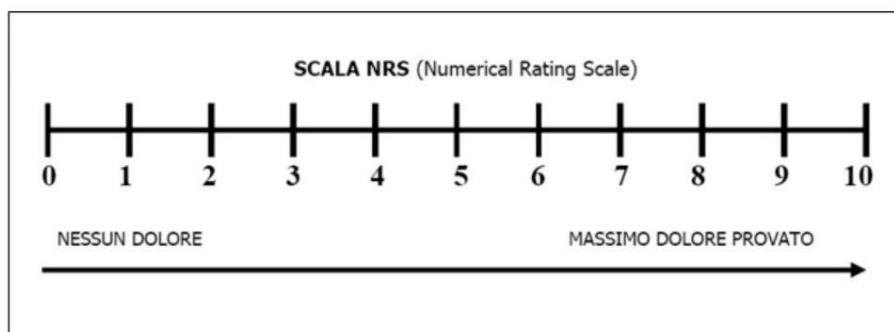 SCALA NRS (Numerical Rating Scale)
0 1 2 3 4 5 6 7 8 9 10
NESSUN DOLORE MASSIMO DOLORE PROVATO